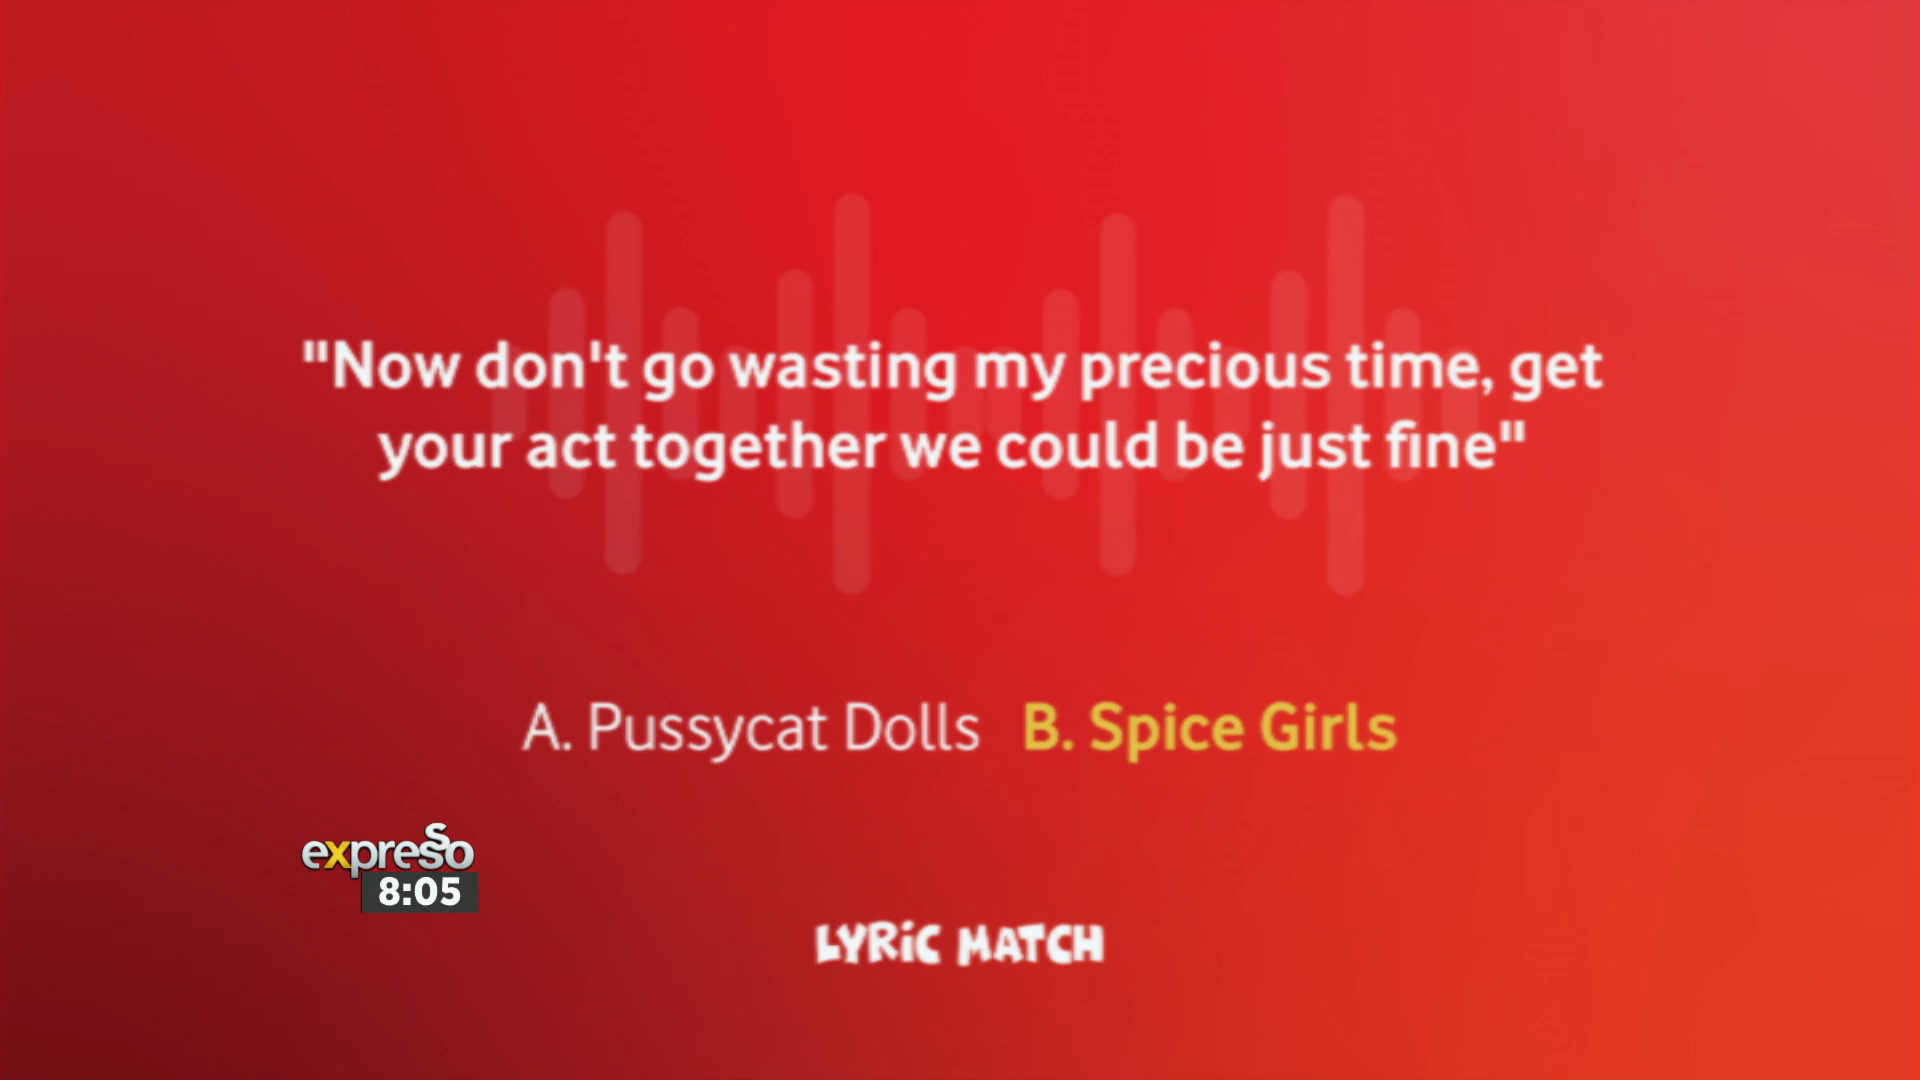 "Now don't go wasting my precious time, get
your act together we could be just fine"
A. Pussycat Dolls B. Spice Girls
expresso
8:05
LYRiC MATCH